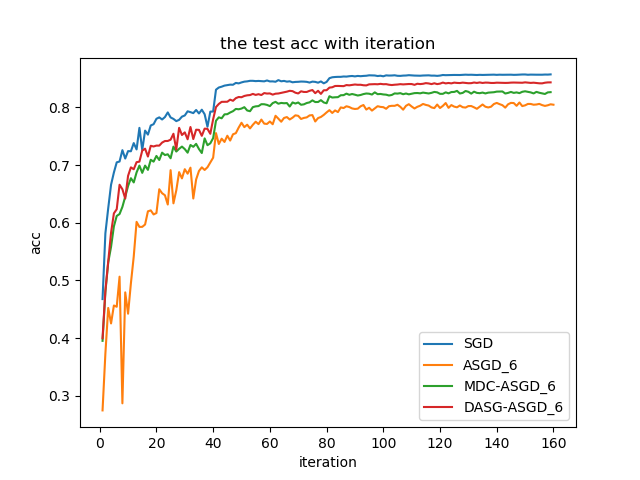 the test acc with iteration
acc
0.8
0.7
0.6
0.5
0.4
0.3
SGD
ASGD_6
MDC-ASGD_6
DASG-ASGD_6
0 20 40 60 80 100 120 140 160
iteration